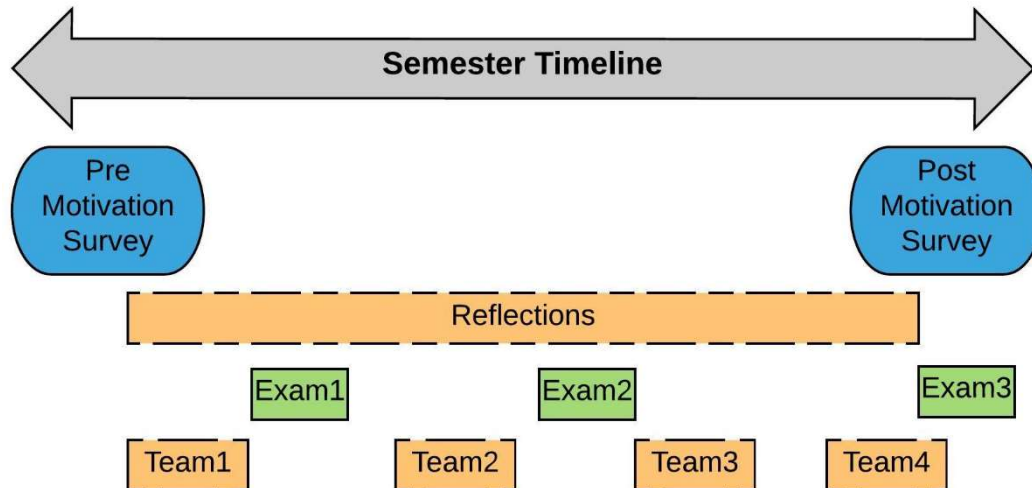 Semester Timeline
Pre
Motivation
Survey
Post
Motivation
Survey
Reflections
Exam1
Exam2
Exam3
Team1
Team2
Team3
Team4